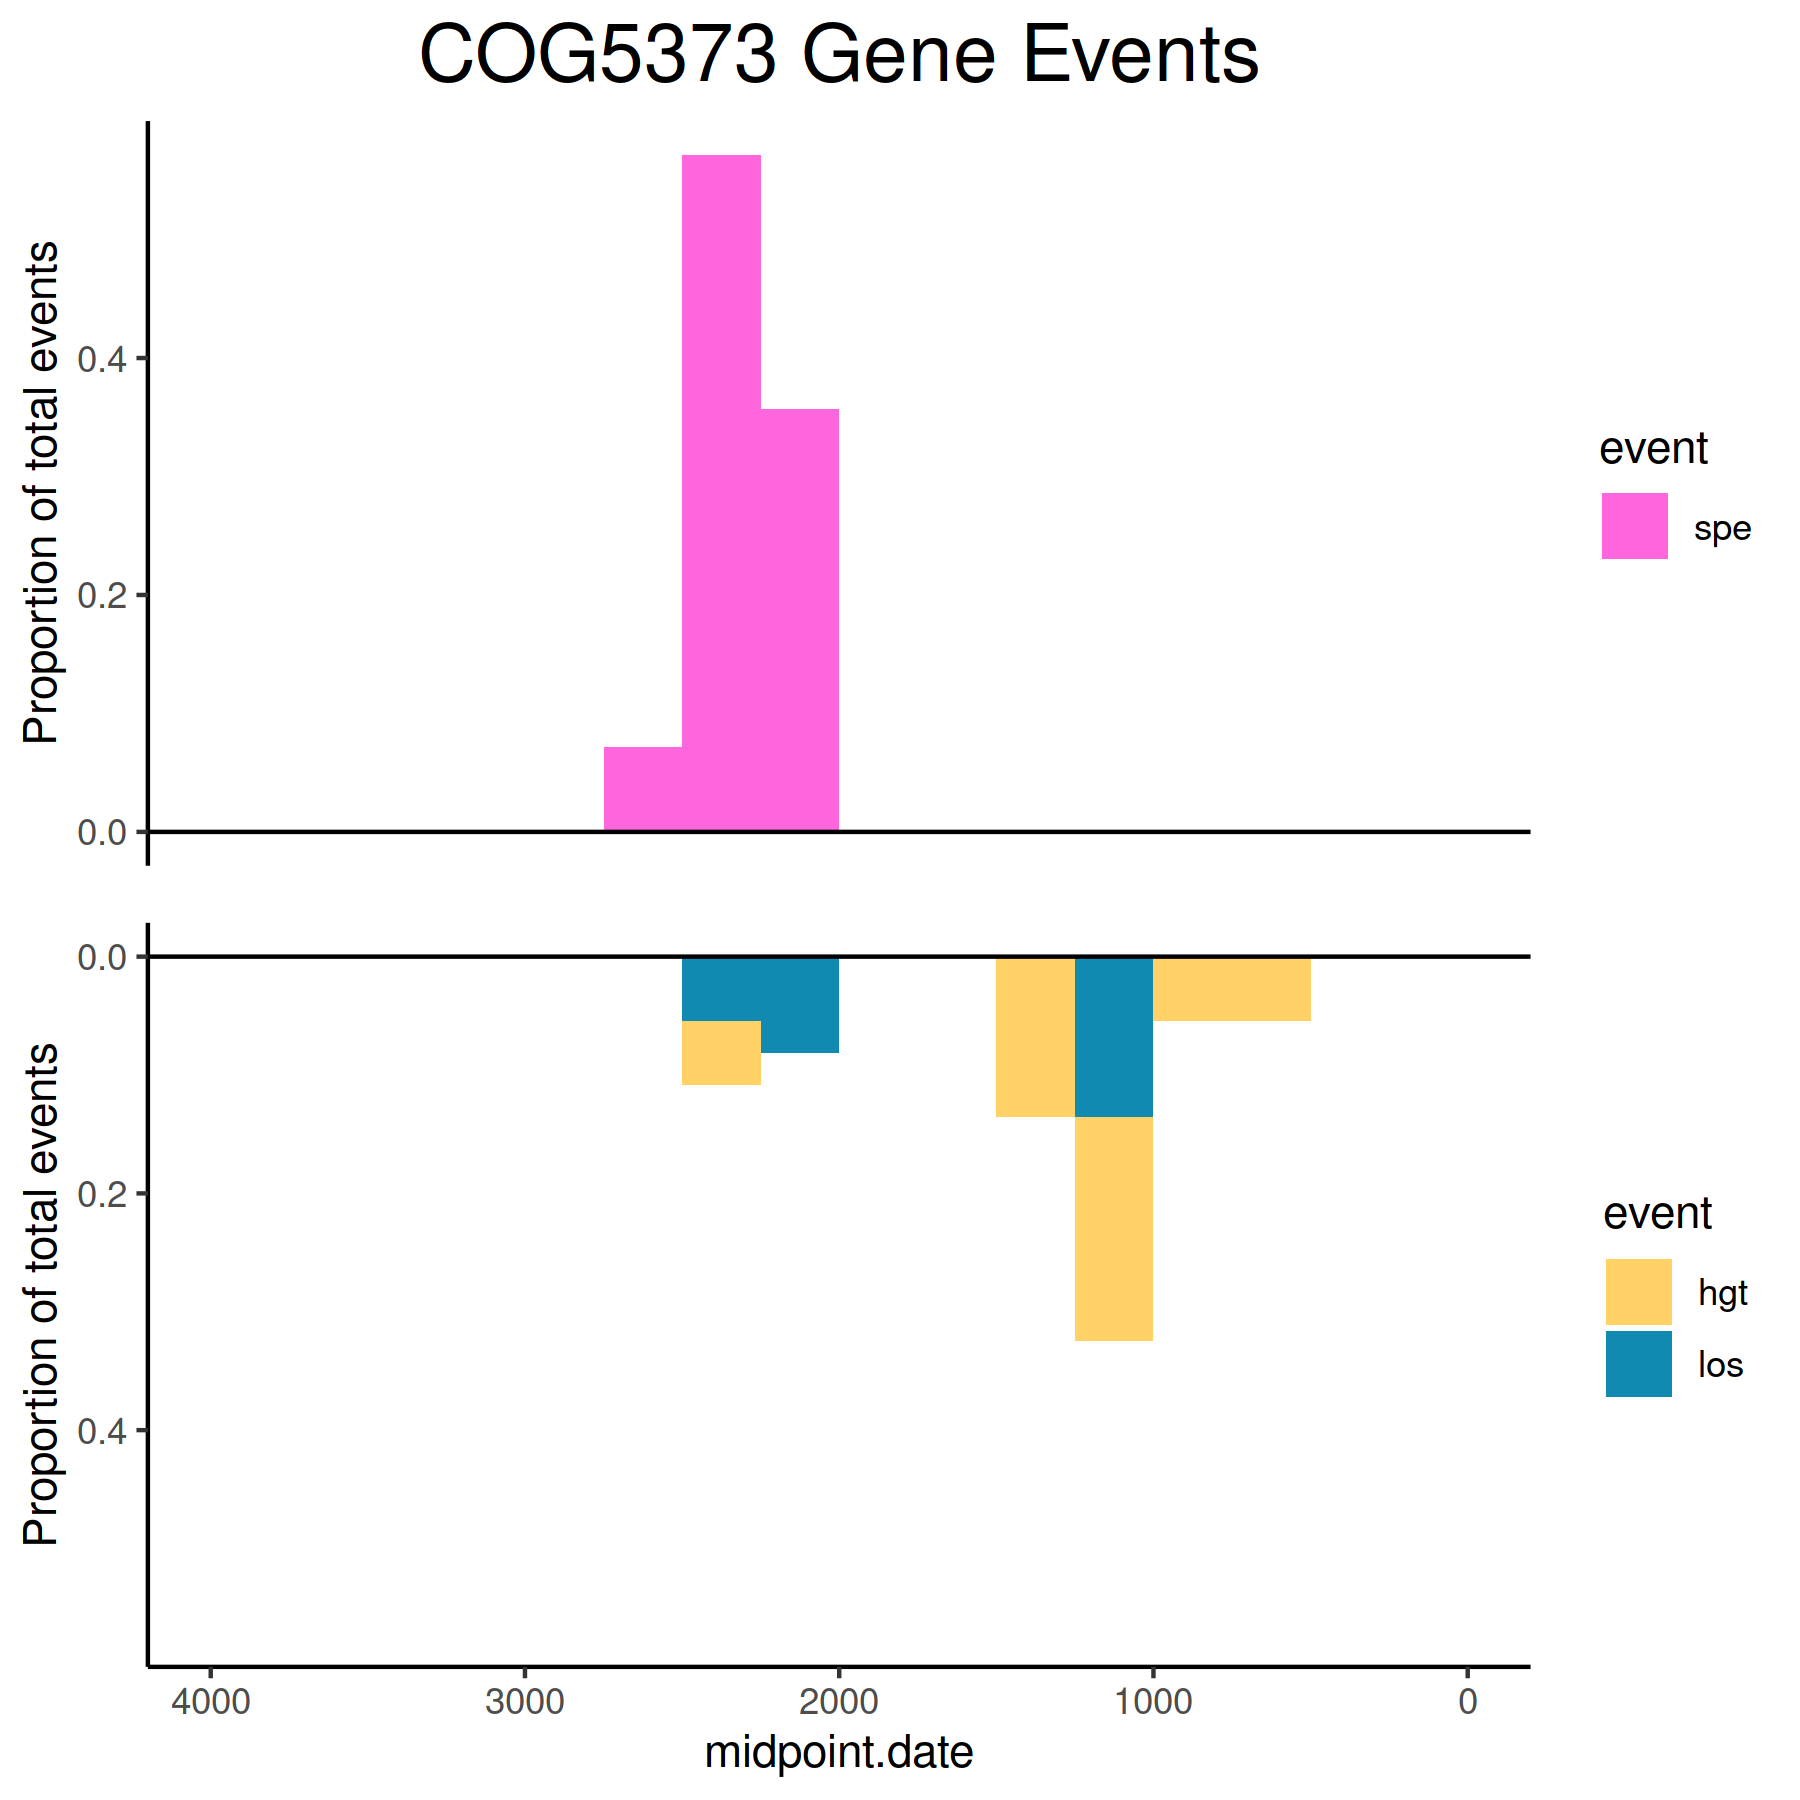 COG5373 Gene Events
Proportion of total events
0.4
0.2
0.0
event
spe
Proportion of total events
0.0
0.2
0.4
event
hgt
los
4000 3000 2000 1000 0
midpoint.date